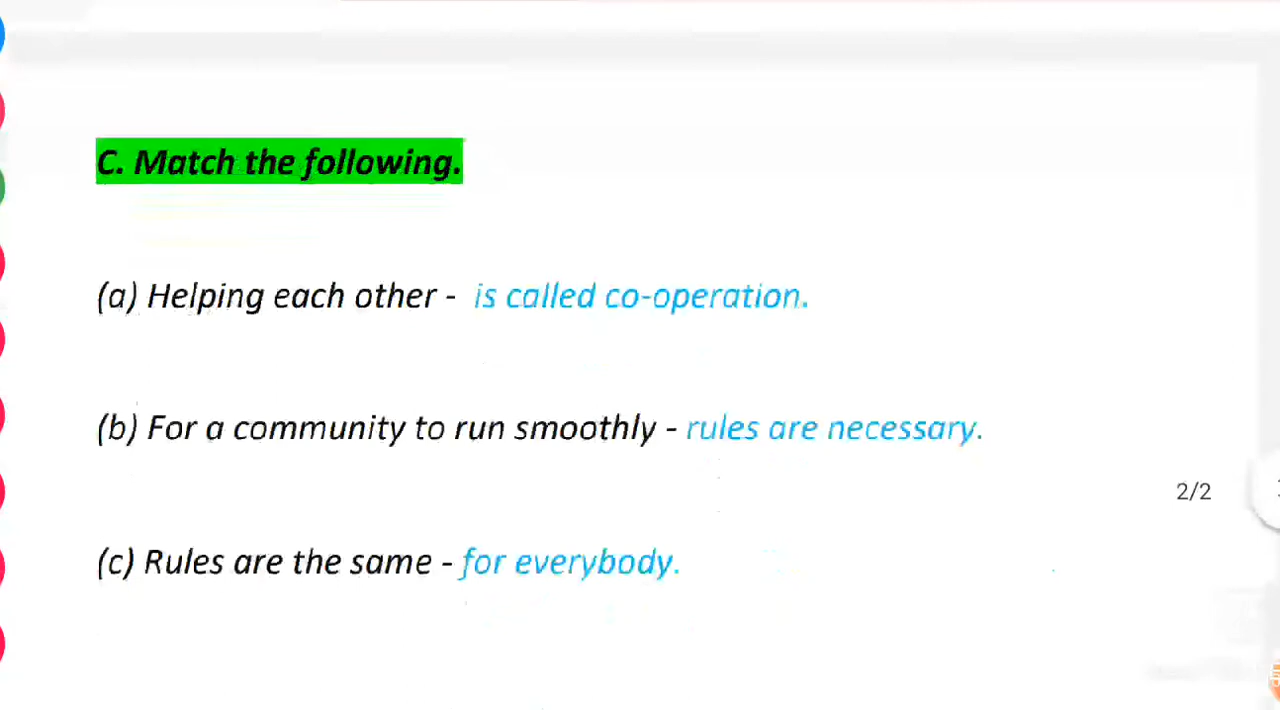 C. Match the following.
(a) Helping each other - is called co-operation.
(b) For a community to run smoothly - rules are necessary.
2/2
(c) Rules are the same - for everybody.